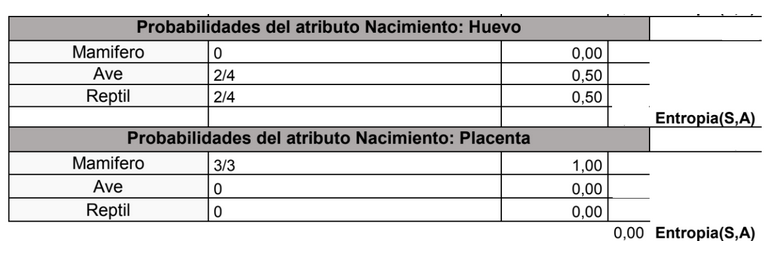 Probabilidades del atributo Nacimiento: Huevo
Mamifero 0 0,00
Ave 2/4 0,50
Reptil 2/4 0,50
Entropia(S,A)
Probabilidades del atributo Nacimiento: Placenta
Mamifero 3/3 1,00
Ave 0 0,00
Reptil 0 0,00
0,00 Entropia(S,A)